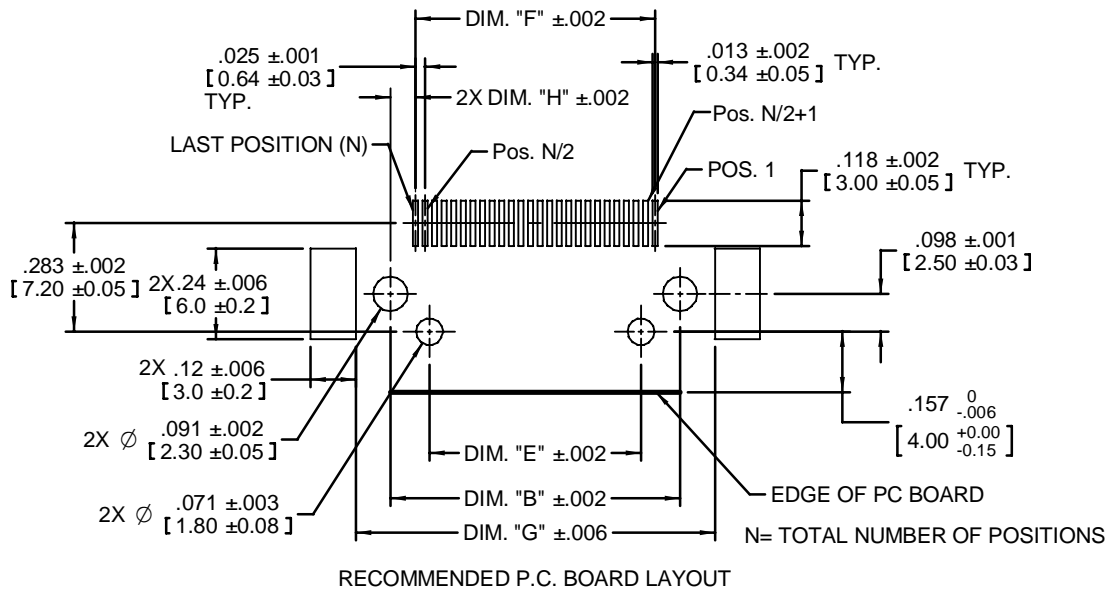 DIM. "F" ±.002
.025 ±.001
[0.64 ±0.03]
TYP.
.013 ±.002
[0.34 ±0.05]
TYP.
2X DIM. "H" ±.002
Pos. N/2+1
LAST POSITION (N)
Pos. N/2
POS. 1
.118 ±.002
[3.00 ±0.05]
TYP.
.283 ±.002
[7.20 ±0.05]
2X .24 ±.006
[6.0 ±0.2]
.098 ±.001
[2.50 ±0.03]
2X .12 ±.006
[3.0 ±0.2]
.157 0 -.006
[4.00 +0.00 -0.15]
2X Ø .091 ±.002
[2.30 ±0.05]
DIM. "E" ±.002
2X Ø .071 ±.003
[1.80 ±0.08]
DIM. "B" ±.002
EDGE OF PC BOARD
DIM. "G" ±.006
N= TOTAL NUMBER OF POSITIONS
RECOMMENDED P.C. BOARD LAYOUT